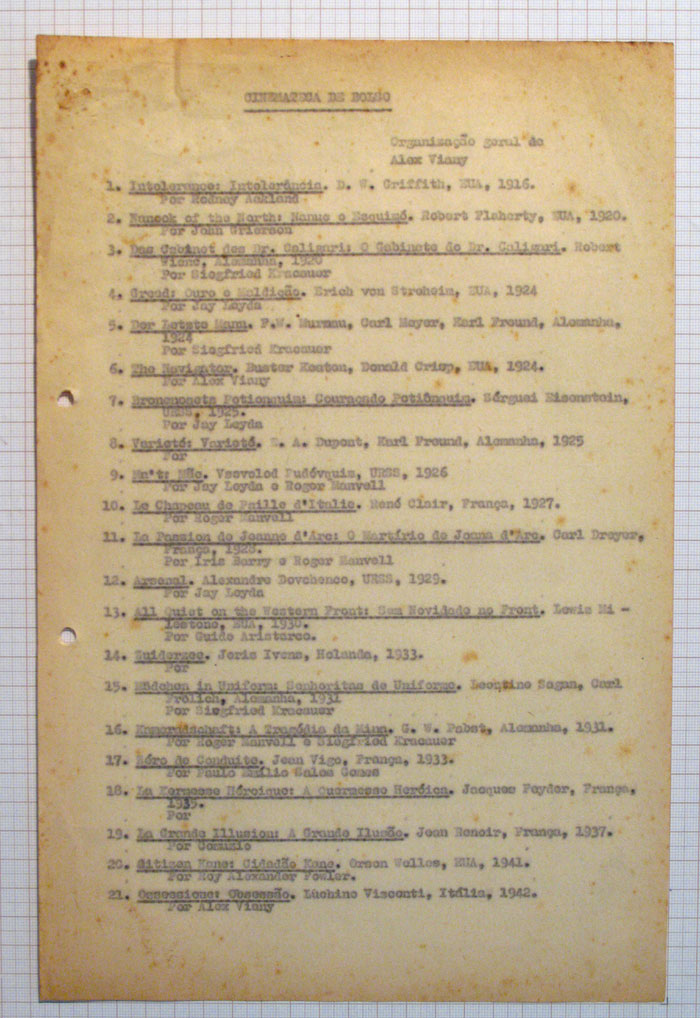 CINEMATECA DE BOLSO
Organização geral de
Alex Viany
1. Intolerance: Intolerância. D. W. Griffith, EUA, 1916.
Por Rodney Ackland
2. Nanook of the North: Nanuc o Esquimó. Robert Flaherty, EUA, 1920.
Por John Grierson
3. Das Cabinet des Dr. Caligari: O Gabinete do Dr. Caligari. Robert
Wiene, Alemanha, 1920
Por Siegfried Kracauer
4. Greed: Ouro e Maldição. Erich von Stroheim, EUA, 1924
Por Jay Leyda
5. Der Letste Mann. F.W. Murnau, Carl Mayer, Karl Freund, Alemanha,
1924
Por Siegfried Kracauer
6. The Navigator. Buster Keaton, Donald Crisp, EUA, 1924.
Por Alex Viany
7. Potiomquim: Couraçado Potiônquim. Sérguei Eisenstein,
URSS, 1925.
Por Jay Leyda
8. Varieté: Varieté. E. A. Dupont, Karl Freund, Alemanha, 1925
Por
9. Ma't: Mãe. Vsevolod Pudóvquim, URSS, 1926
Por Jay Leyda e Roger Manvell
10. Le Chapeau de Paille d'Italie. René Clair, França, 1927.
Por Roger Manvell
11. La Passion de Jeanne d'Arc: O Martírio de Joana d'Arc. Carl Dreyer,
França, 1928.
Por Iris Barry e Roger Manvell
12. Arsenal. Alexandre Dovchenco, URSS, 1929.
Por Jay Leyda
13. All Quiet on the Western Front: Sem Novidade no Front. Lewis Mi -
lestone, EUA, 1930.
Por Guido Aristarco.
14. Zuiderzee. Joris Ivens, Holanda, 1933.
Por
15. Mädchen in Uniform: Senhoritas de Uniforme. Leontine Sagan, Carl
Frölich, Alemanha, 1931
Por Siegfried Kracauer
16. Kameradschaft: A Tragédia da Mina. G. W. Pabst, Alemanha, 1931.
Por Roger Manvell e Siegfried Kracauer
17. Zéro de Conduite. Jean Vigo, França, 1933.
Por Paulo Emílio Sales Gomes
18. La Kermesse Héroique: A Quermesse Heróica. Jacques Feyder, França,
1935.
Por
19. La Grande Illusion: A Grande Ilusão. Jean Renoir, França, 1937.
Por
20. Citizen Kane: Cidadão Kane. Orson Welles, EUA, 1941.
Por Roy Alexander Fowler.
21. Ossessione: Obsessão. Luchino Visconti, Itália, 1942.
Por Alex Viany